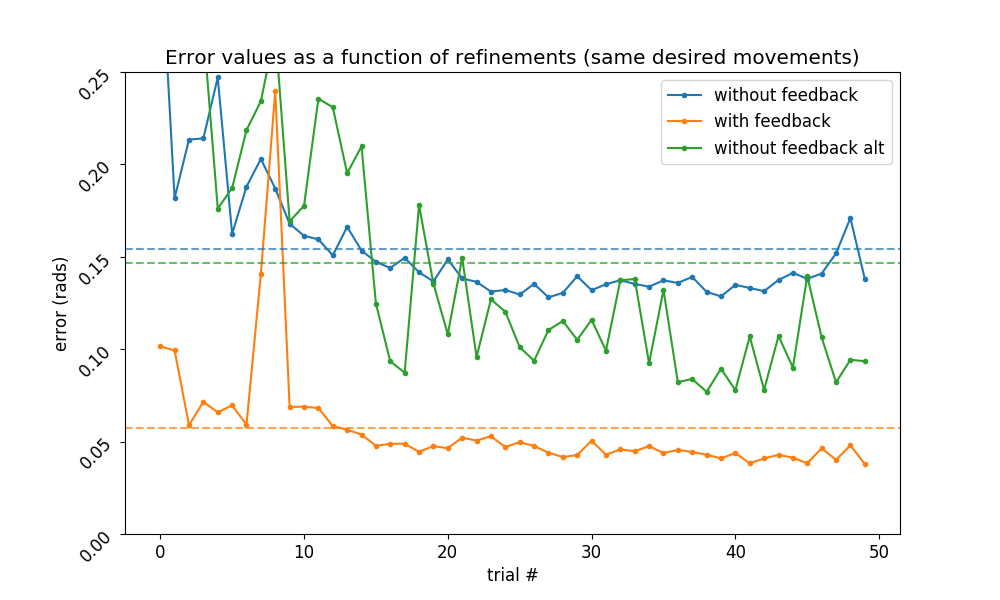 Error values as a function of refinements (same desired movements)
without feedback
with feedback
without feedback alt
error (rads)
0.25
0.20
0.15
0.10
0.05
0.00
0 10 20 30 40 50
trial #